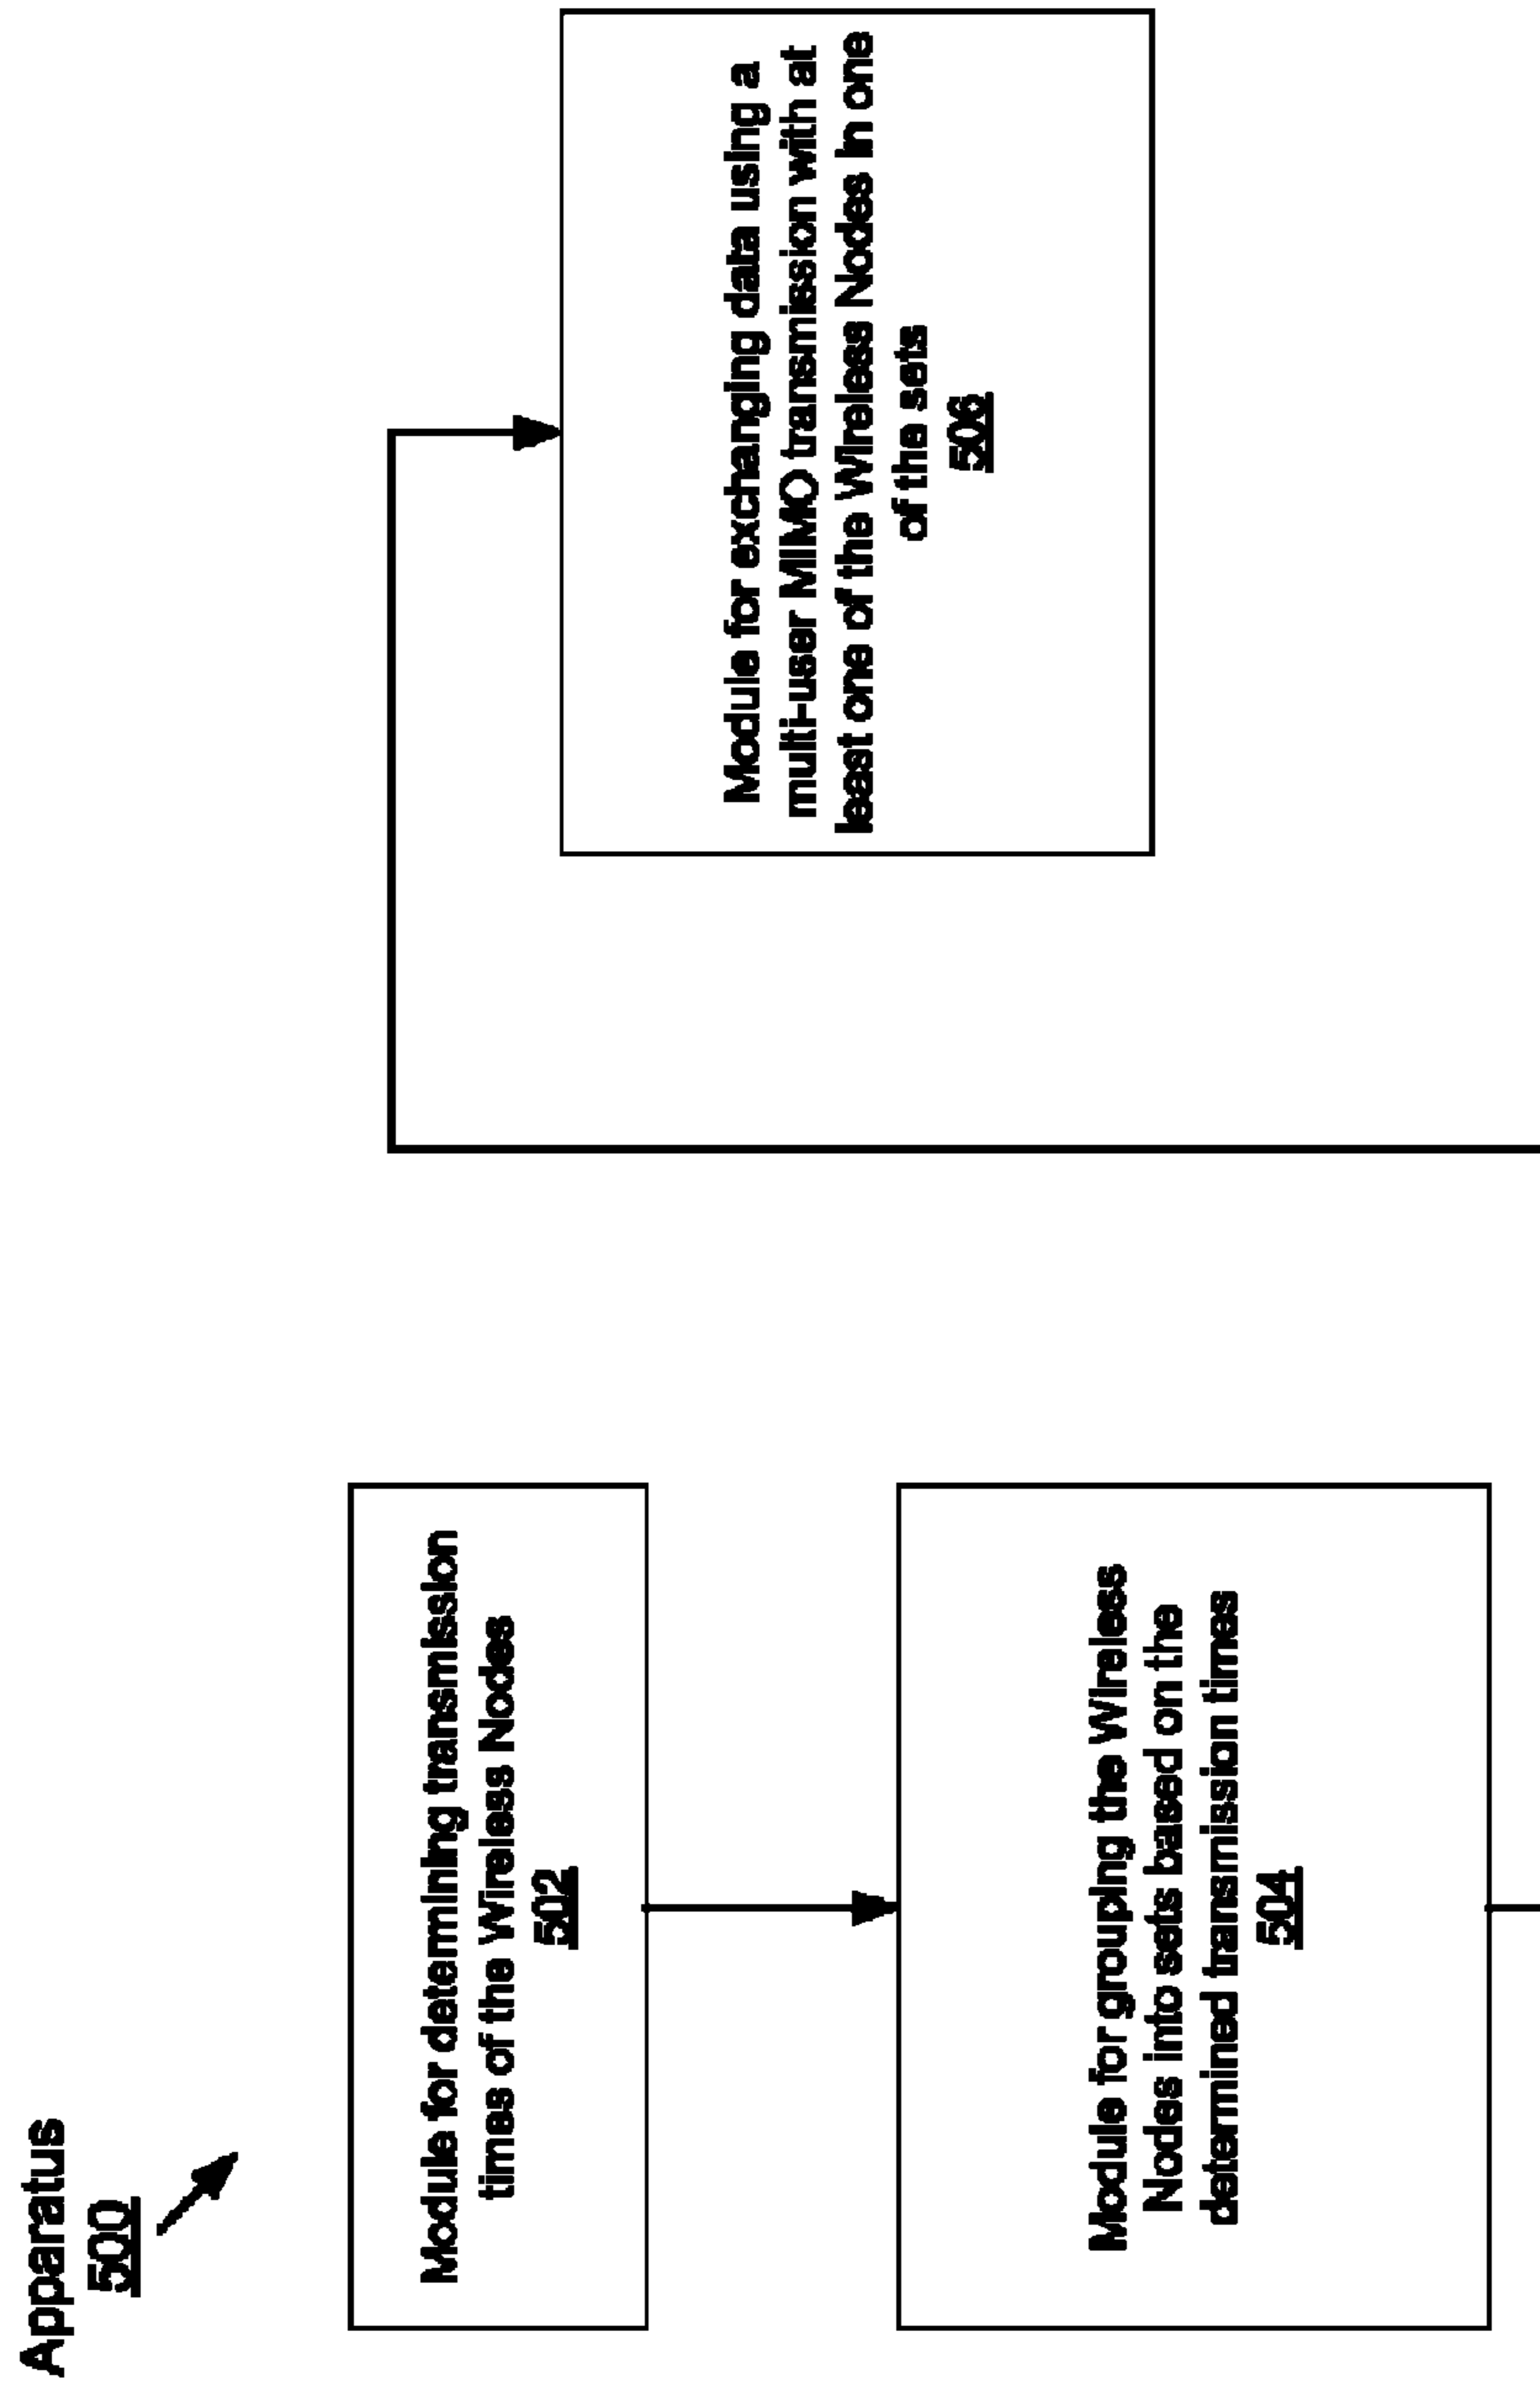 Apparatus
500
Module for determining transmission
times of the Wireless Nodes
502
Module for grouping the Wireless
Nodes into sets based on the
determined transmission times
504
Module for exchanging data using a
multi-user MIMO transmission with at
least one of the Wireless Nodes in one
of the sets
506